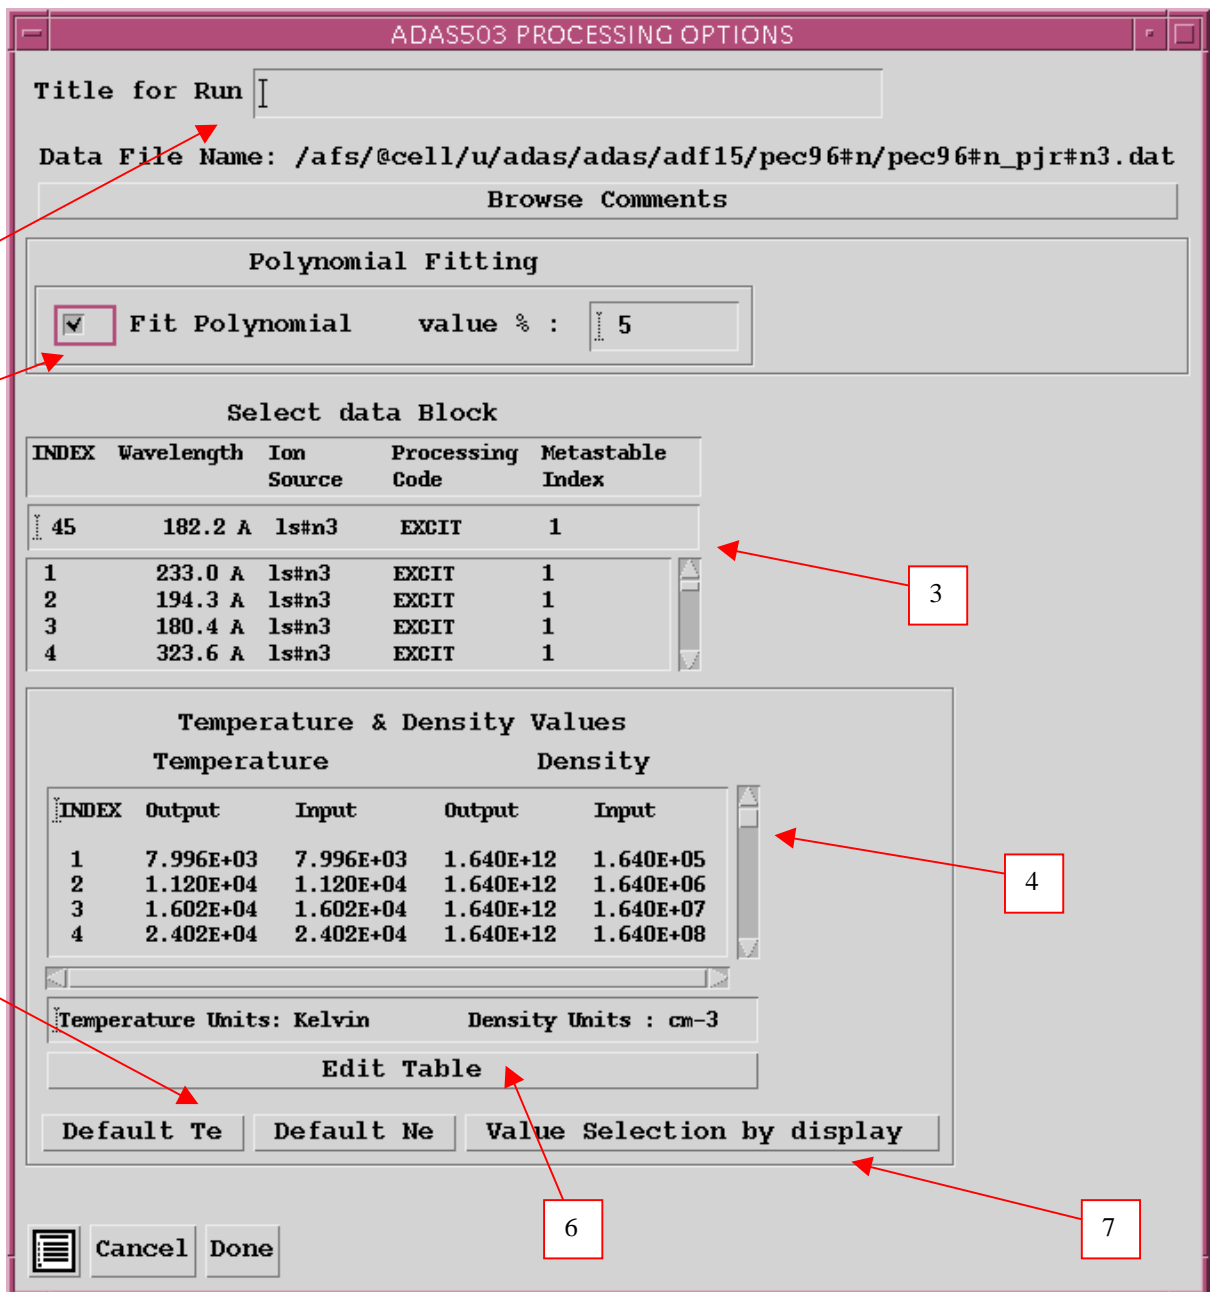 ADAS503 PROCESSING OPTIONS
Title for Run
Data File Name: /afs/@cell/u/adas/adas/adf15/pec96#n/pec96#n_pjr#n3.dat
Browse Comments
Polynomial Fitting
Fit Polynomial value % : 5
Select data Block
INDEX Wavelength Ion Source Processing Code Metastable Index
45 182.2 A ls#n3 EXCIT 1
1 233.0 A ls#n3 EXCIT 1
2 194.3 A ls#n3 EXCIT 1
3 180.4 A ls#n3 EXCIT 1
4 323.6 A ls#n3 EXCIT 1
3
Temperature & Density Values
Temperature Density
INDEX Output Input Output Input
1 7.996E+03 7.996E+03 1.640E+12 1.640E+05
2 1.120E+04 1.120E+04 1.640E+12 1.640E+06
3 1.602E+04 1.602E+04 1.640E+12 1.640E+07
4 2.402E+04 2.402E+04 1.640E+12 1.640E+08
4
Temperature Units: Kelvin Density Units : cm-3
Edit Table
Default Te Default Ne Value Selection by display
6
7
Cancel Done